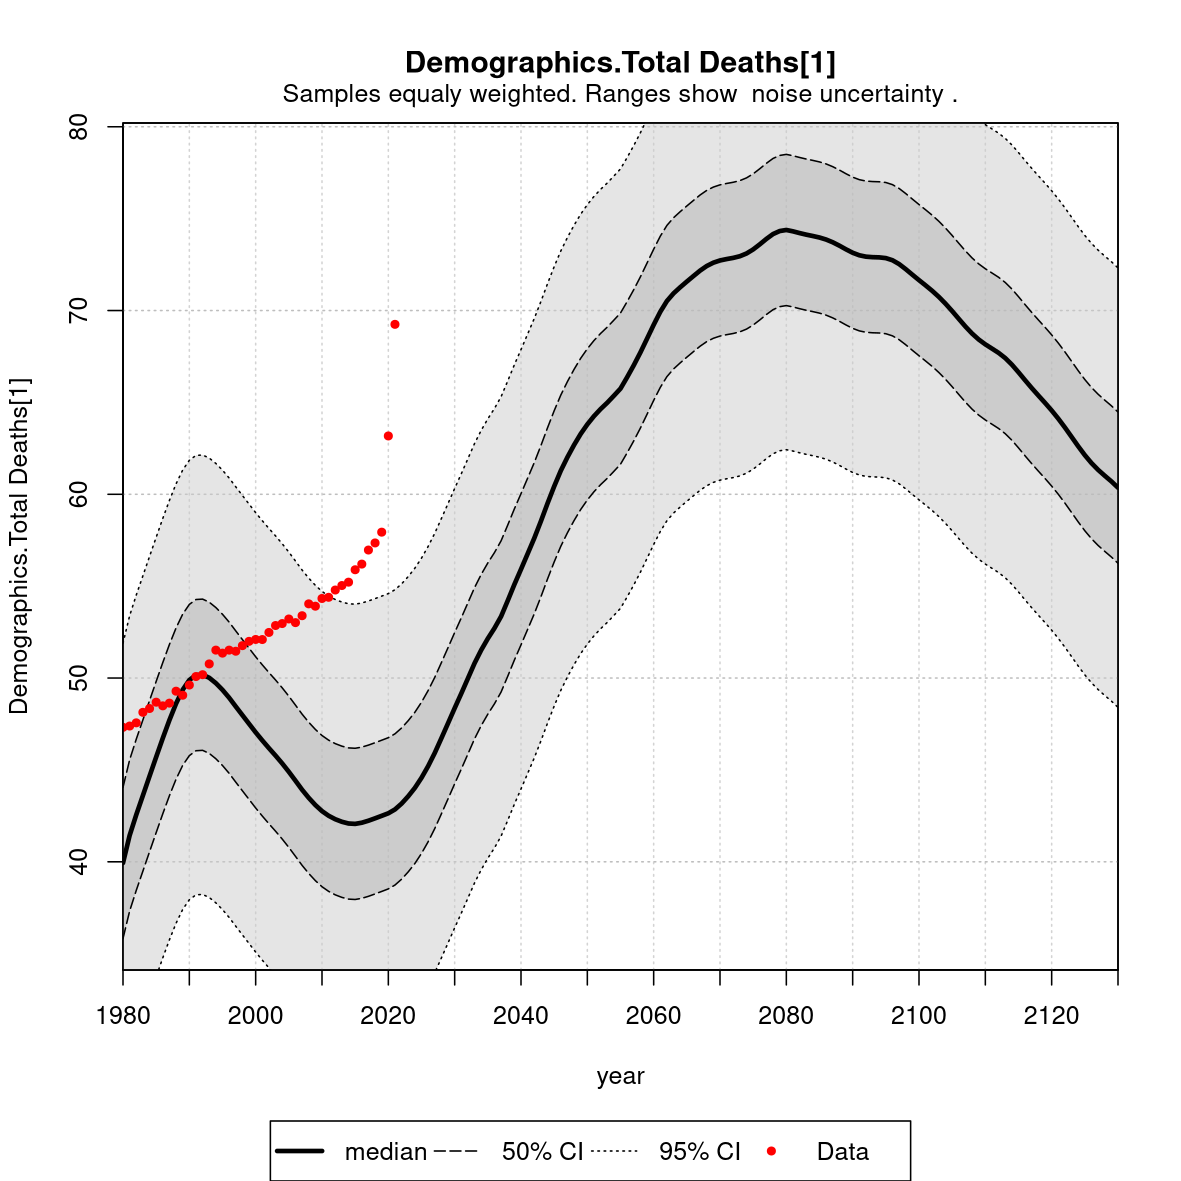 Demographics.Total Deaths[1]
Samples equaly weighted. Ranges show  noise uncertainty .
Demographics.Total Deaths[1]
80
70
60
50
40
1980 2000 2020 2040 2060 2080 2100 2120
year
median 50% CI 95% CI Data